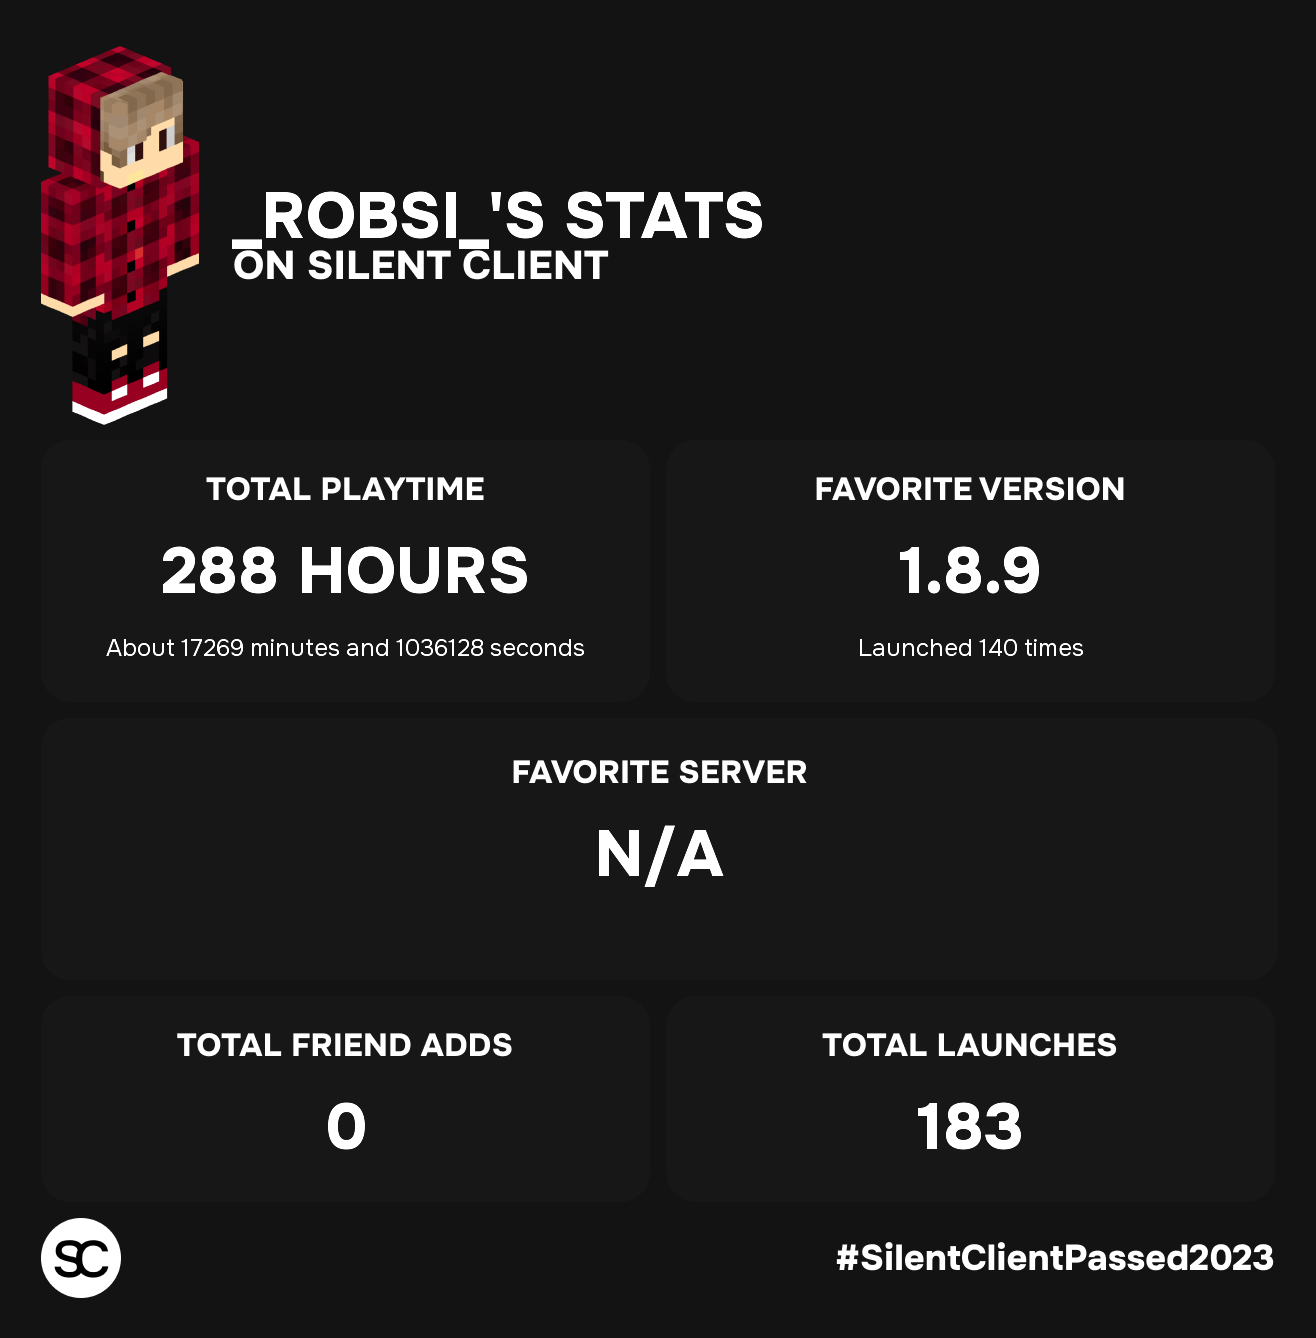 _ROBSI_'S STATS
ON SILENT CLIENT
TOTAL PLAYTIME
288 HOURS
About 17269 minutes and 1036128 seconds
FAVORITE VERSION
1.8.9
Launched 140 times
FAVORITE SERVER
N/A
TOTAL FRIEND ADDS
0
TOTAL LAUNCHES
183
SC
#SilentClientPassed2023